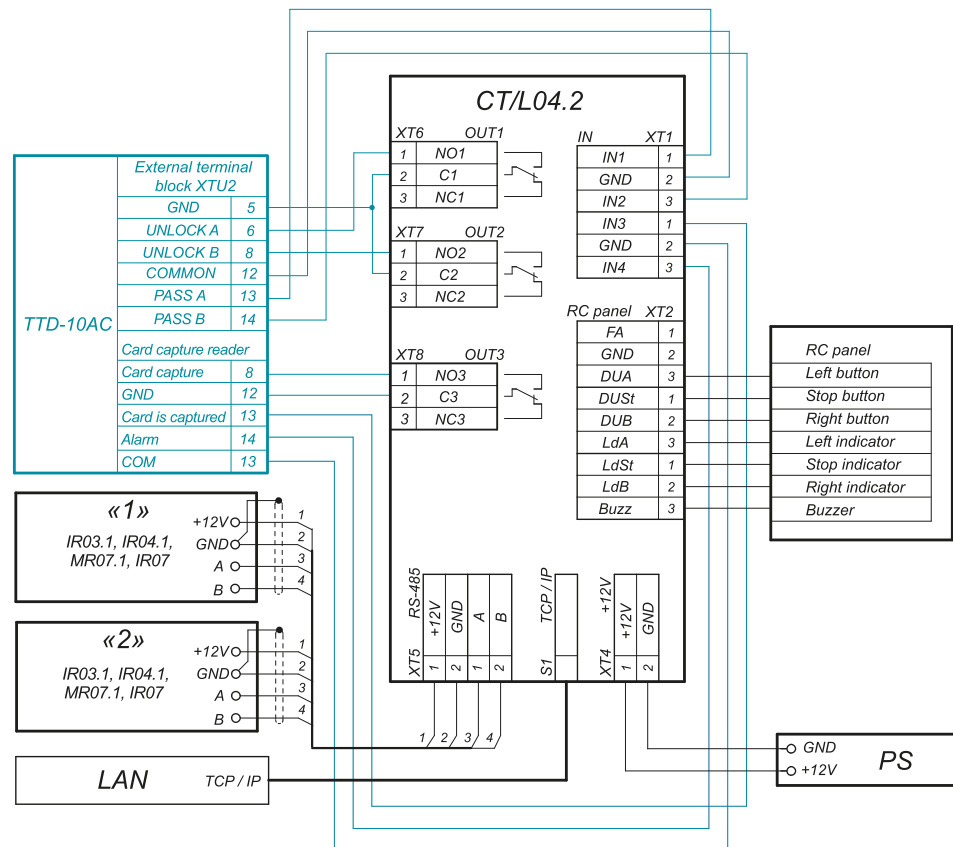 CT/L04.2
XT6 OUT1
1 NO1
2 C1
3 NC1
XT7 OUT2
1 NO2
2 C2
3 NC2
XT8 OUT3
1 NO3
2 C3
3 NC3
IN XT1
IN1 1
GND 2
IN2 3
IN3 1
GND 2
IN4 3
RC panel XT2
FA 1
GND 2
DUA 3
DUSt 1
DUB 2
LdA 3
LdSt 1
LdB 2
Buzz 3
XT5 RS-485
1 +12V
2 GND
1 A
2 B
S1 TCP / IP
XT4 +12V
1 +12V
2 GND
TTD-10AC
External terminal
block XTU2
GND 5
UNLOCK A 6
UNLOCK B 8
COMMON 12
PASS A 13
PASS B 14
Card capture reader
Card capture 8
GND 12
Card is captured 13
Alarm 14
COM 13
«1»
IR03.1, IR04.1,
MR07.1, IR07
+12V 1
GND 2
A 3
B 4
«2»
IR03.1, IR04.1,
MR07.1, IR07
+12V 1
GND 2
A 3
B 4
1 2 3 4
LAN TCP / IP
RC panel
Left button
Stop button
Right button
Left indicator
Stop indicator
Right indicator
Buzzer
GND
+12V
PS